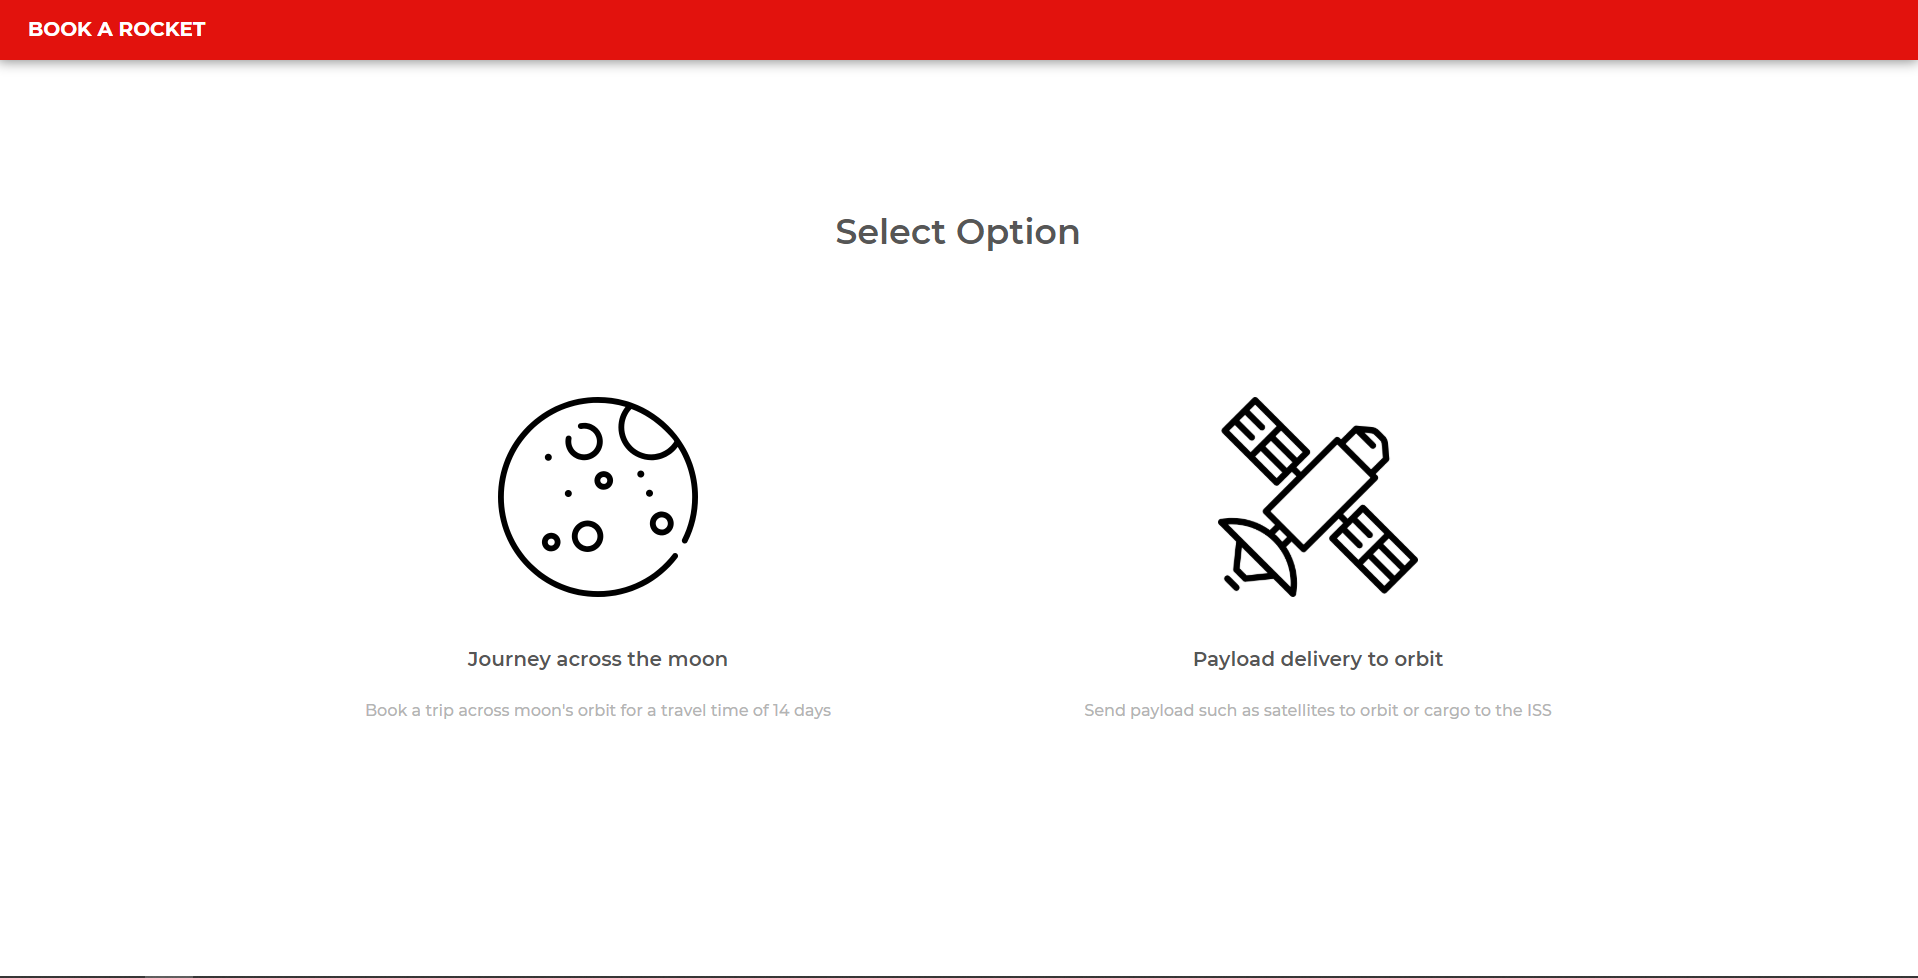 BOOK A ROCKET
Select Option
Journey across the moon
Book a trip across moon's orbit for a travel time of 14 days
Payload delivery to orbit
Send payload such as satellites to orbit or cargo to the ISS